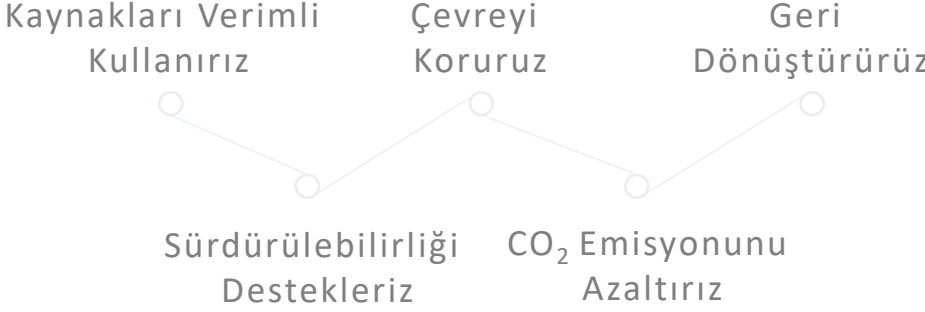 Kaynakları Verimli
Kullanırız
Sürdürülebilirliği
Destekleriz
Çevreyi
Koruruz
CO₂ Emisyonunu
Azaltırız
Geri
Dönüştürürüz